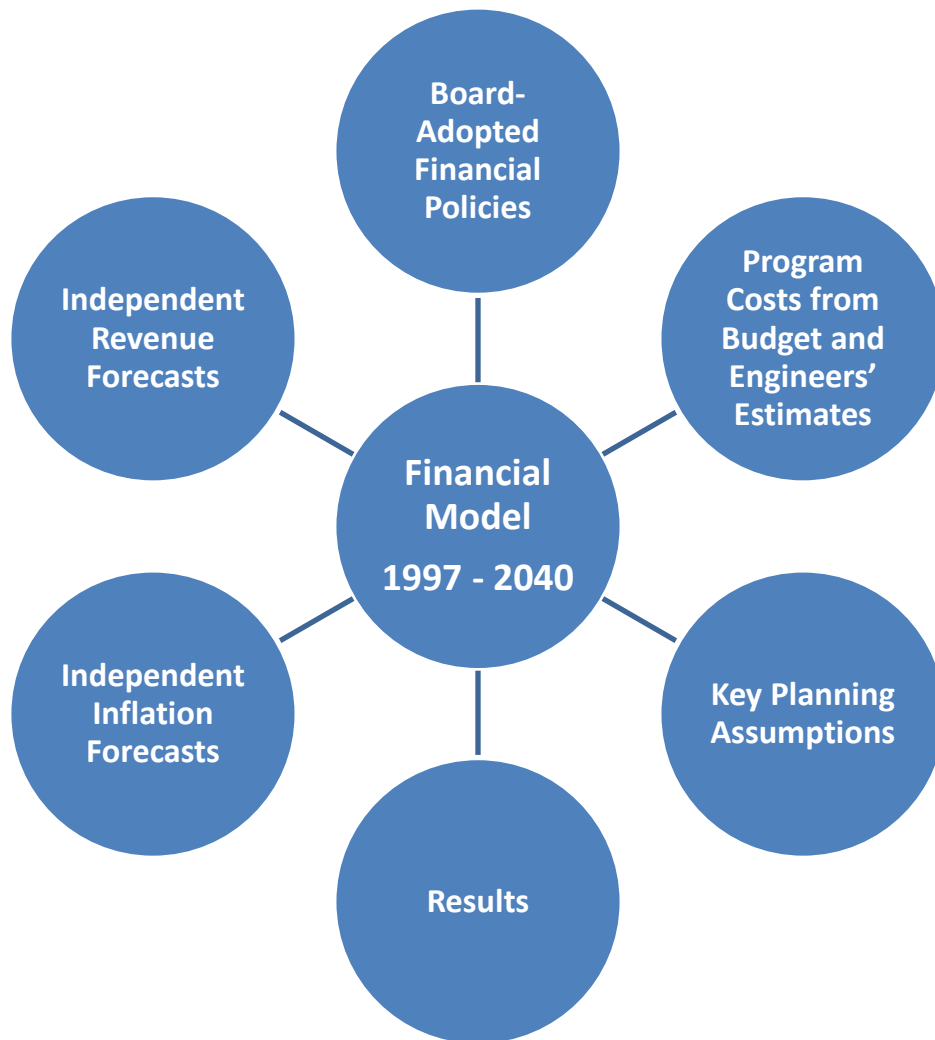 Board-
Adopted
Financial
Policies
Program
Costs from
Budget and
Engineers’
Estimates
Independent
Revenue
Forecasts
Financial
Model
1997 - 2040
Independent
Inflation
Forecasts
Key Planning
Assumptions
Results